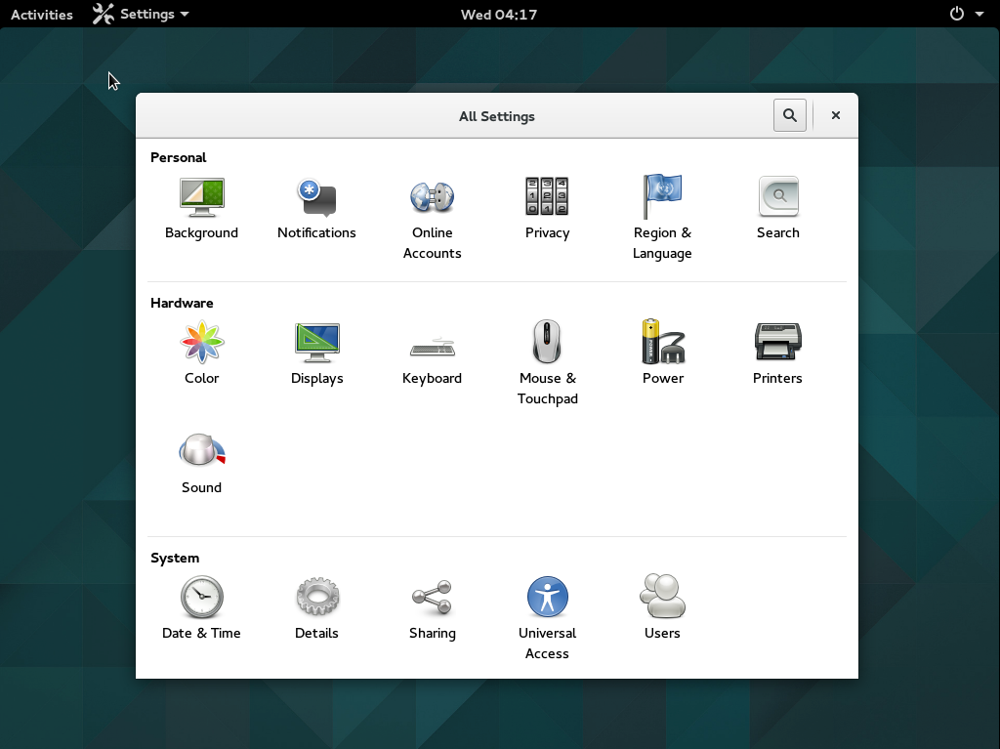 Activities Settings Wed 04:17
All Settings
Personal
Background Notifications Online Accounts Privacy Region & Language Search
Hardware
Color Displays Keyboard Mouse & Touchpad Power Printers
Sound
System
Date & Time Details Sharing Universal Access Users